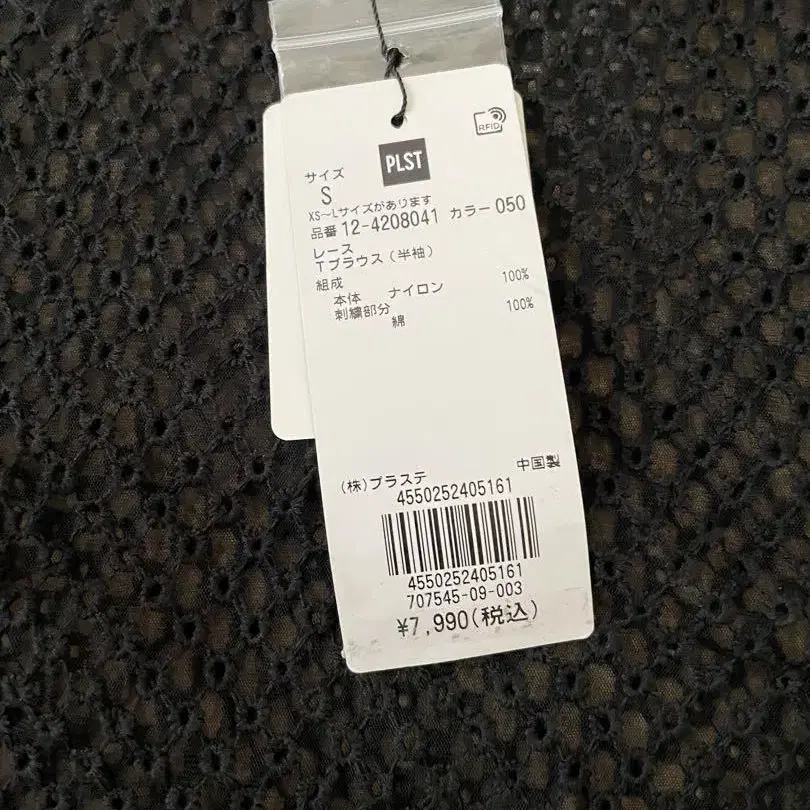 PLST
RFID
サイズ
S
XS〜Lサイズがあります
品番 12-4208041 カラー 050
レース
Tブラウス(半袖)
組成
本体 ナイロン 100%
刺繍部分 綿 100%
(株)プラステ 中国製
4550252405161
4550252405161
707545-09-003
¥7,990(税込)